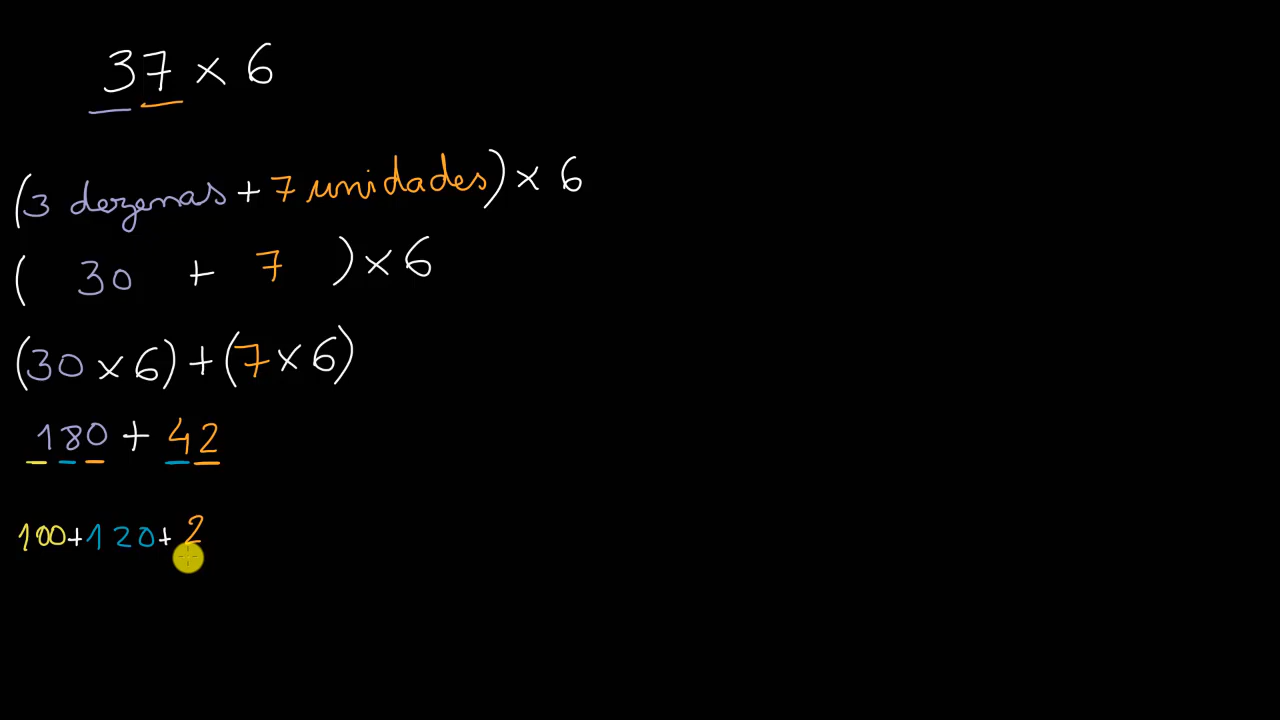 37 × 6
(3 dezenas + 7 unidades) × 6
( 30 + 7 ) × 6
(30 × 6) + (7 × 6)
180 + 42
100 + 120 + 2